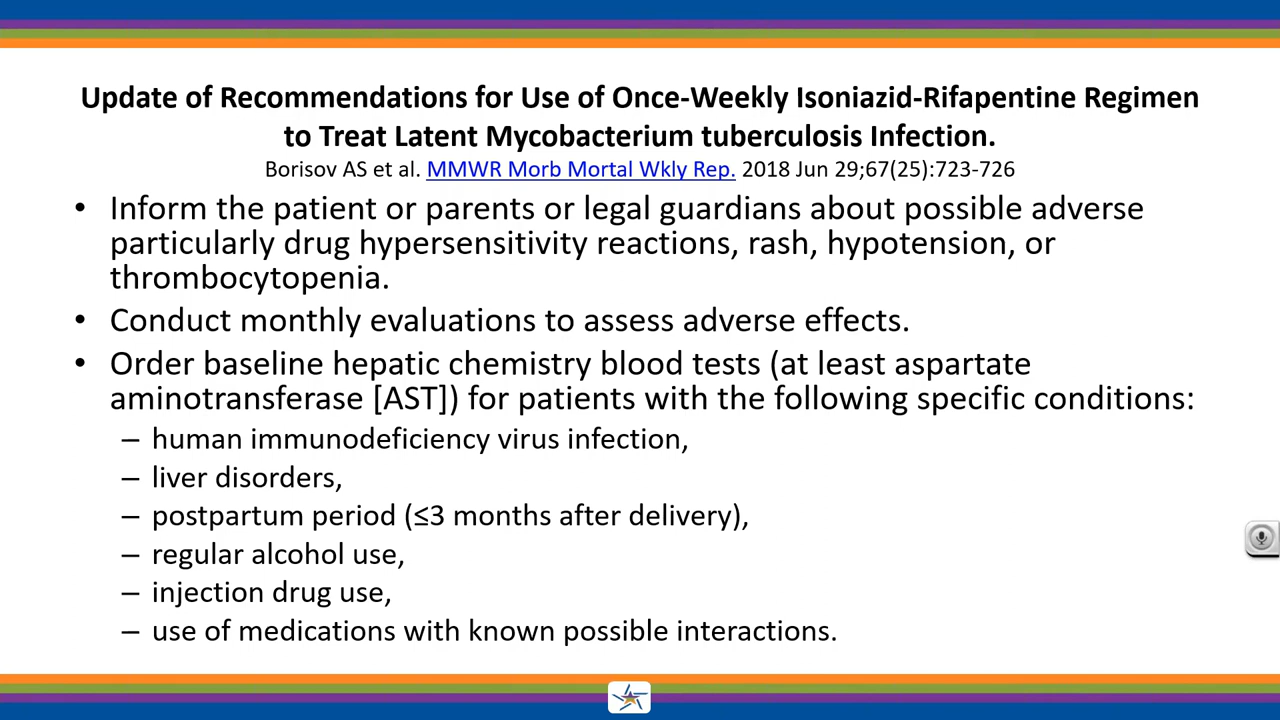 Update of Recommendations for Use of Once-Weekly Isoniazid-Rifapentine Regimen
to Treat Latent Mycobacterium tuberculosis Infection.
Borisov AS et al. MMWR Morb Mortal Wkly Rep. 2018 Jun 29;67(25):723-726
• Inform the patient or parents or legal guardians about possible adverse
particularly drug hypersensitivity reactions, rash, hypotension, or
thrombocytopenia.
• Conduct monthly evaluations to assess adverse effects.
• Order baseline hepatic chemistry blood tests (at least aspartate
aminotransferase [AST]) for patients with the following specific conditions:
– human immunodeficiency virus infection,
– liver disorders,
– postpartum period (≤3 months after delivery),
– regular alcohol use,
– injection drug use,
– use of medications with known possible interactions.